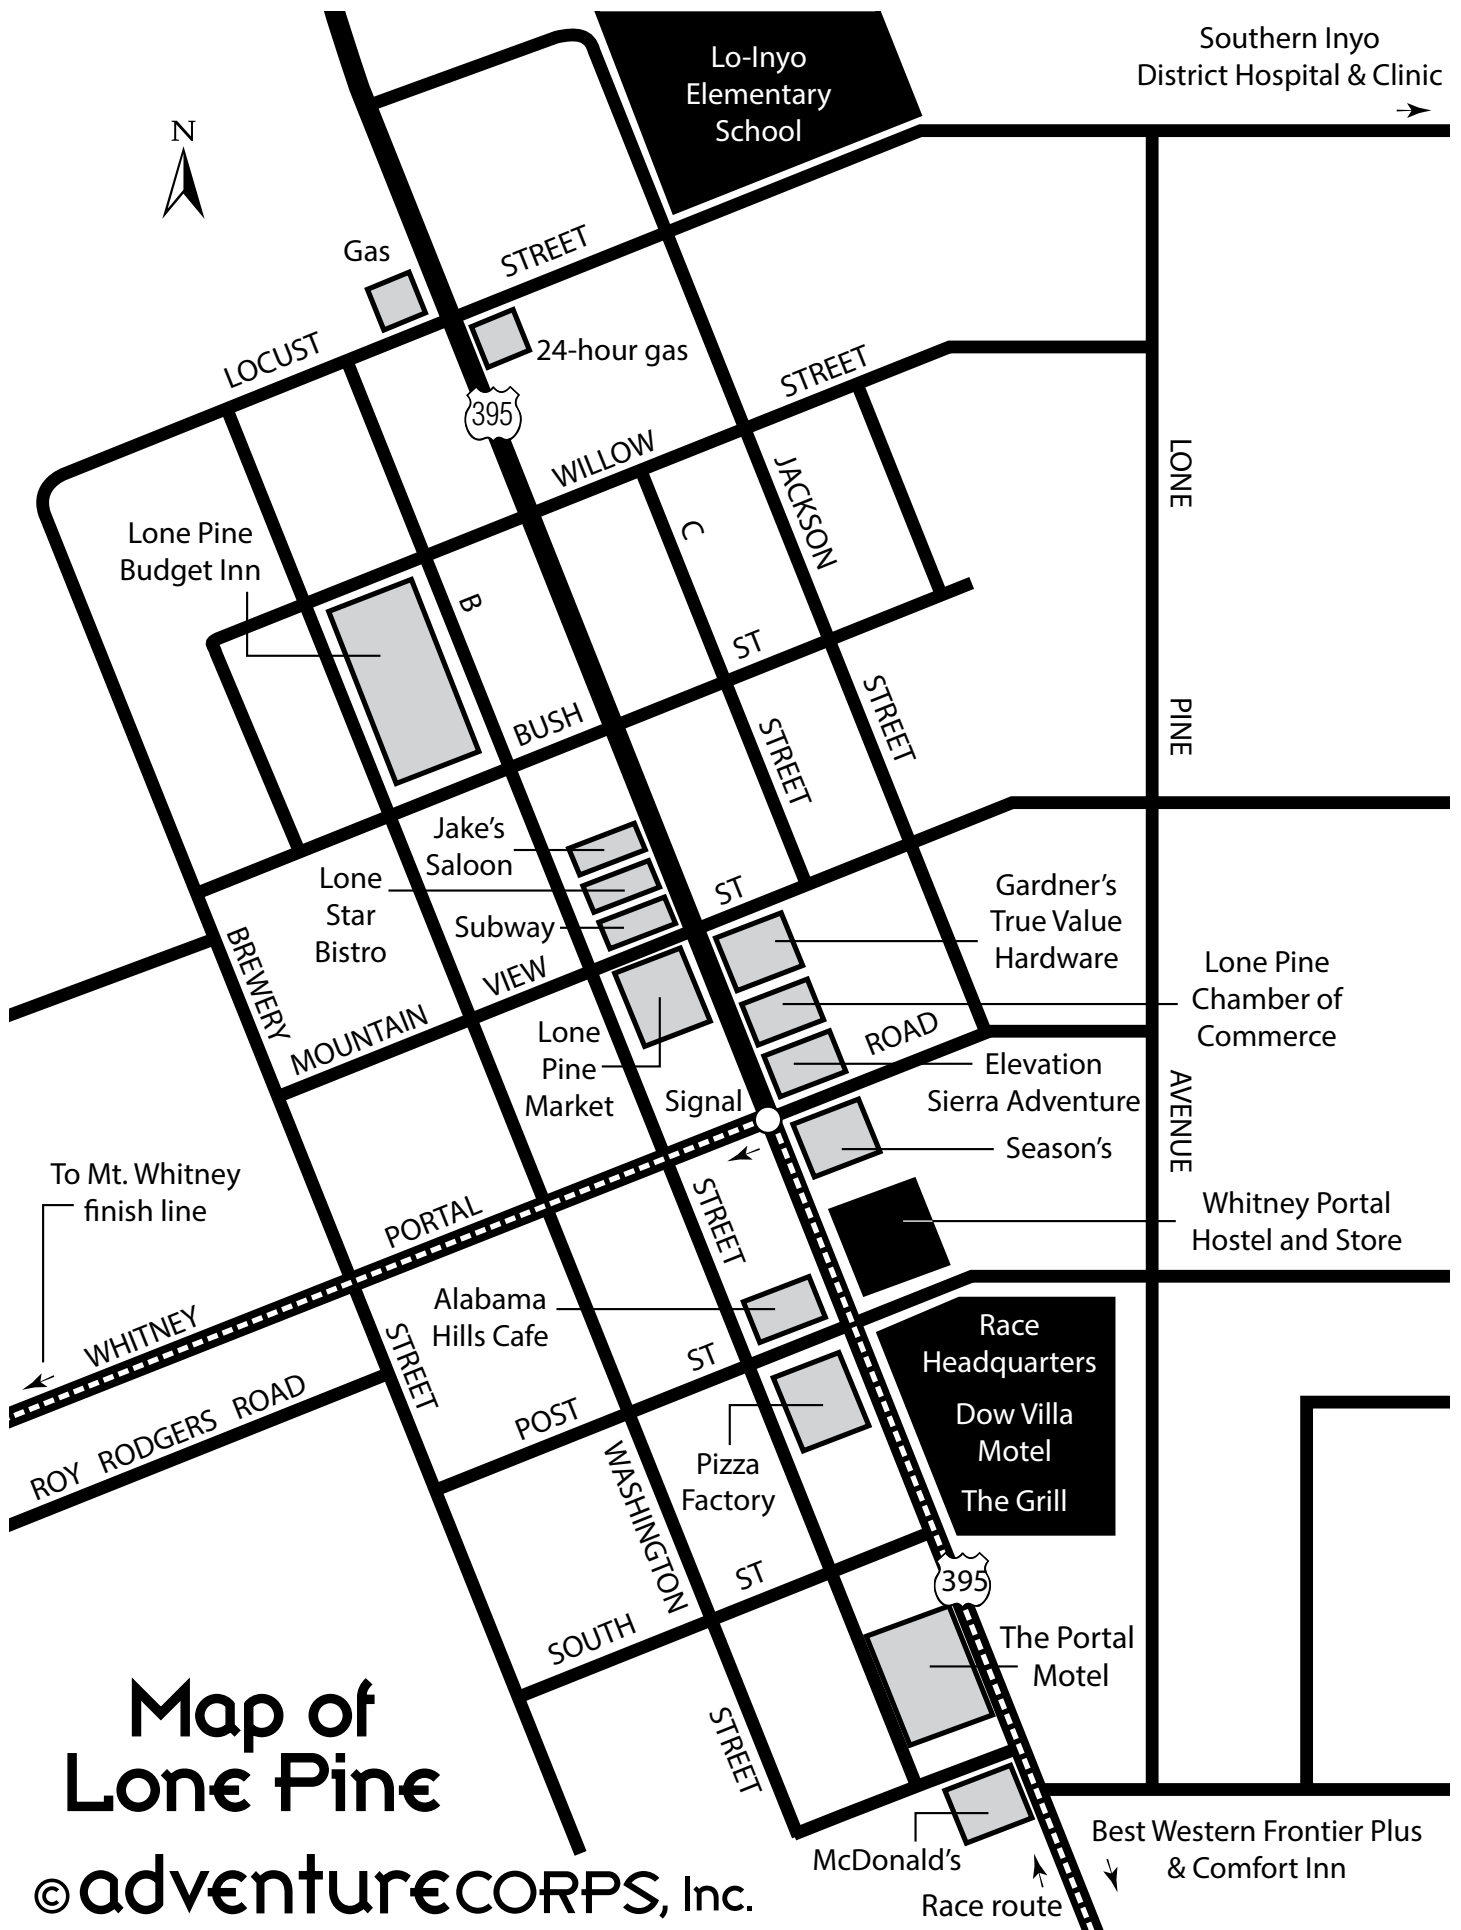 Southern Inyo
District Hospital & Clinic
Lo-Inyo
Elementary
School
N
Gas
STREET
LOCUST
24-hour gas
395
STREET
WILLOW
LONE
JACKSON
C
Lone Pine
Budget Inn
B
ST
STREET
PINE
BUSH
STREET
Jake's
Saloon
Lone
Star
Bistro
ST
Gardner's
True Value
Hardware
Subway
BREWERY
VIEW
Lone Pine
Chamber of
Commerce
MOUNTAIN
ROAD
Lone
Pine
Market
Elevation
Sierra Adventure
Signal
AVENUE
Season's
To Mt. Whitney
finish line
PORTAL
STREET
Whitney Portal
Hostel and Store
Alabama
Hills Cafe
WHITNEY
STREET
ST
Race
Headquarters
Dow Villa
Motel
The Grill
ROY RODGERS ROAD
POST
Pizza
Factory
WASHINGTON
ST
395
SOUTH
The Portal
Motel
STREET
Map of
Lone Pine
McDonald's
Best Western Frontier Plus
& Comfort Inn
Race route
© adventureCORPS, Inc.